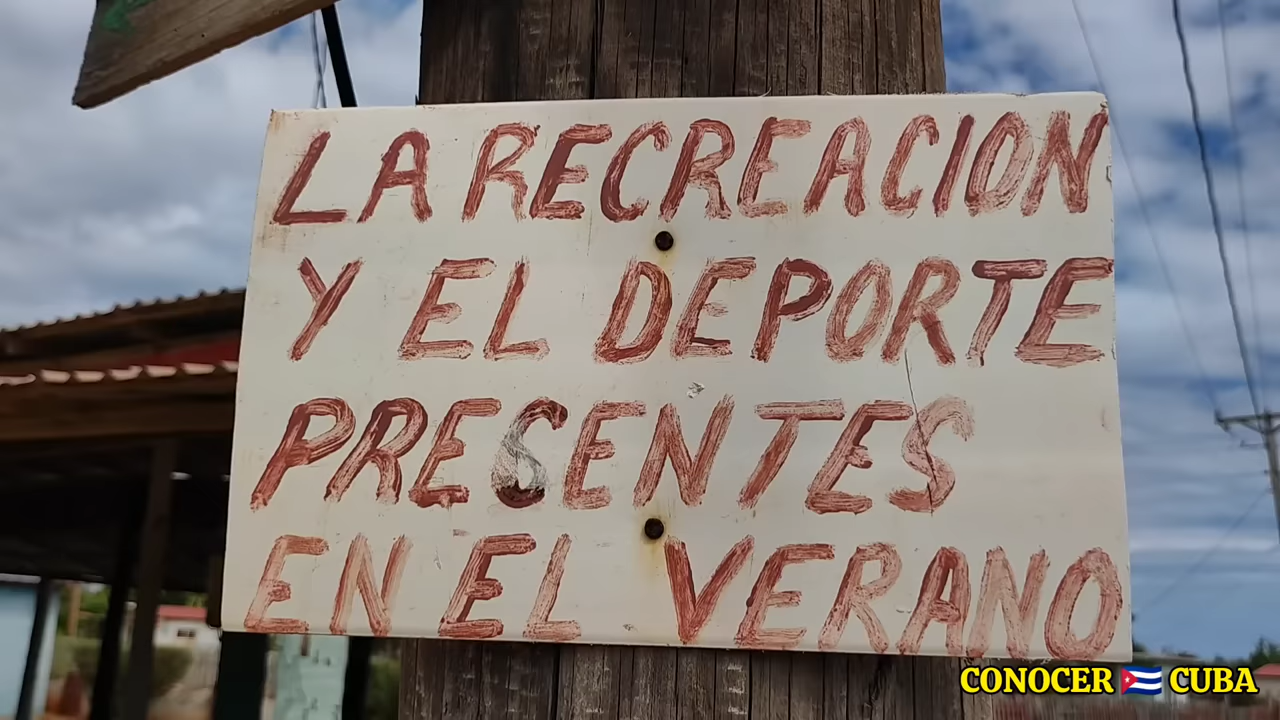 LA RECREACION
Y EL DEPORTE
PRESENTES
EN EL VERANO
CONOCER 🇨🇺 CUBA